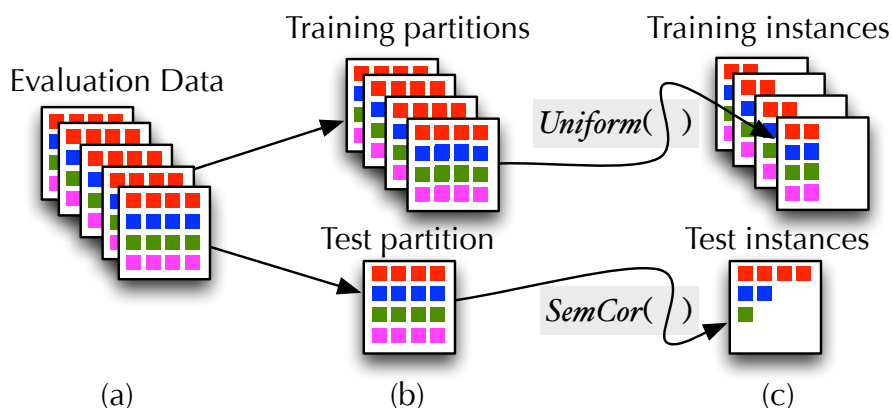 Training partitions
Training instances
Evaluation Data
Uniform( )
Test partition
Test instances
SemCor( )
(a)
(b)
(c)